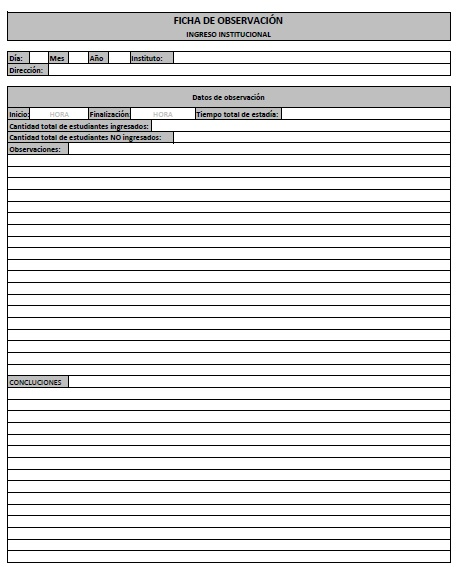 FICHA DE OBSERVACIÓN
INGRESO INSTITUCIONAL
Día: Mes Año Instituto:
Dirección:
Datos de observación
Inicio: HORA Finalización HORA Tiempo total de estadía:
Cantidad total de estudiantes ingresados:
Cantidad total de estudiantes NO ingresados:
Observaciones:
CONCLUCIONES